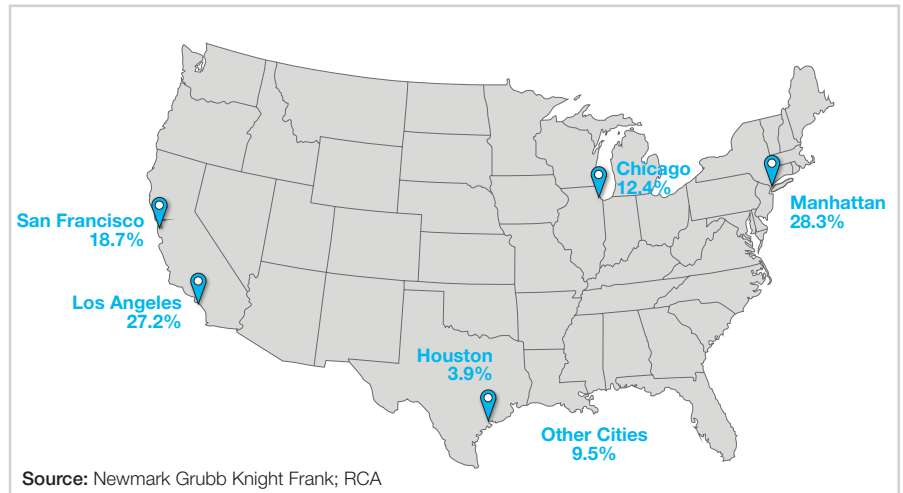 Chicago
12.4%
Manhattan
28.3%
San Francisco
18.7%
Los Angeles
27.2%
Houston
3.9%
Other Cities
9.5%
Source: Newmark Grubb Knight Frank; RCA